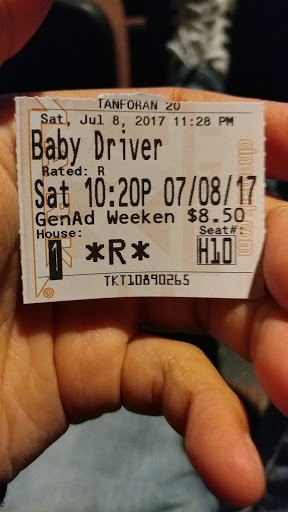 TANFORAN 20
Sat, Jul 8, 2017 11:28 PM
Baby Driver
Rated: R
Sat 10:20P 07/08/17
GenAd Weeken $8.50
House: Seat#:
1 *R* H10
TKT10890265